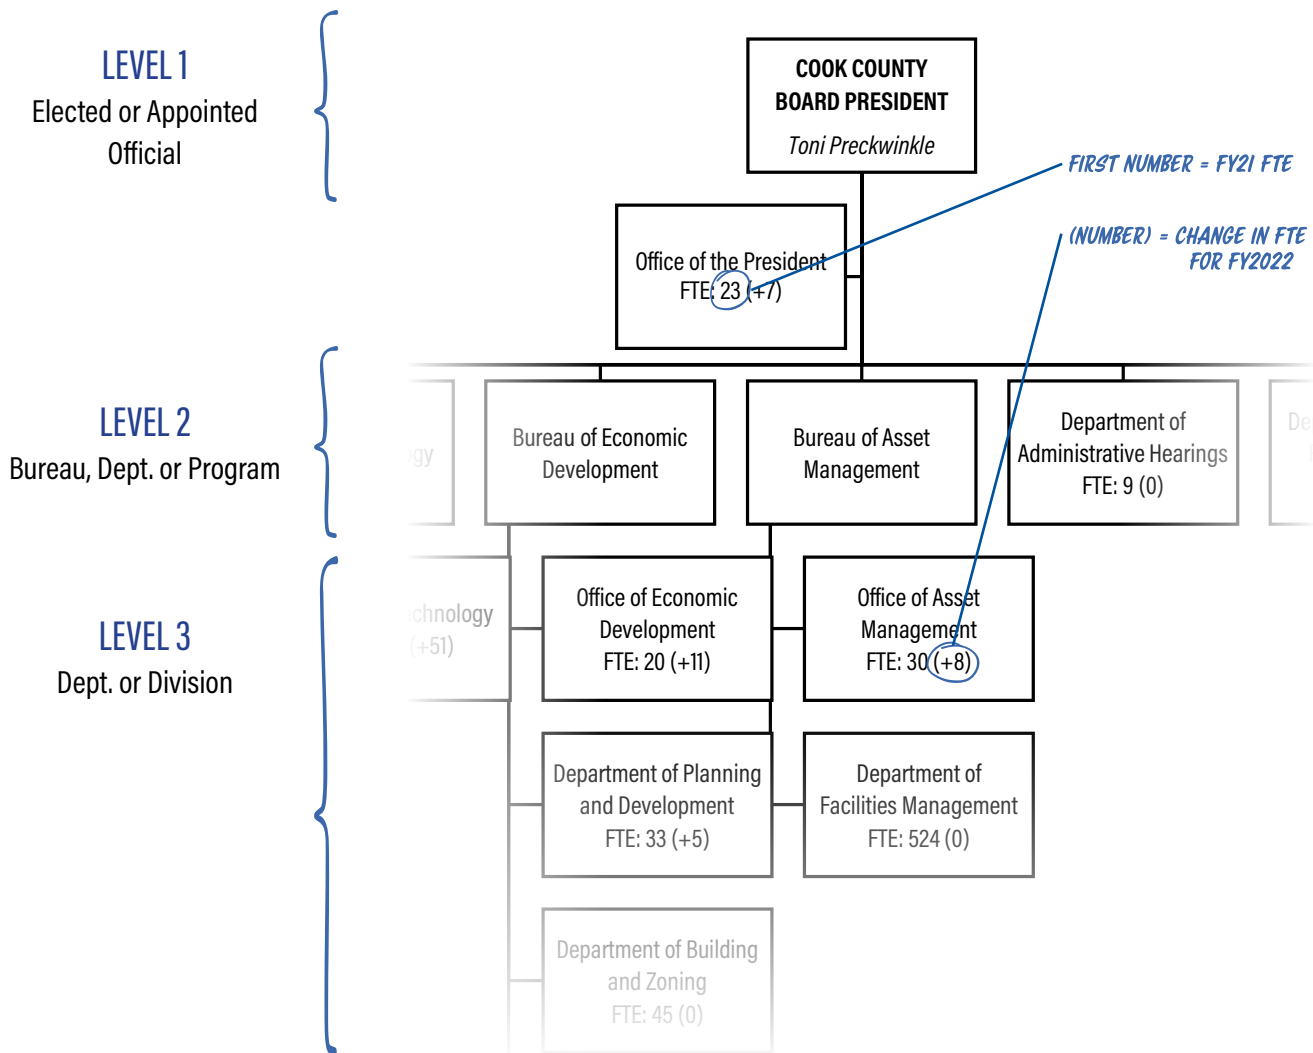 LEVEL 1
Elected or Appointed
Official
COOK COUNTY
BOARD PRESIDENT
Toni Preckwinkle
FIRST NUMBER = FY21 FTE
(NUMBER) = CHANGE IN FTE
FOR FY2022
Office of the President
FTE: 23 (+7)
LEVEL 2
Bureau, Dept. or Program
Bureau of Economic
Development
Bureau of Asset
Management
Department of
Administrative Hearings
FTE: 9 (0)
LEVEL 3
Dept. or Division
(+51)
Office of Economic
Development
FTE: 20 (+11)
Office of Asset
Management
FTE: 30 (+8)
Department of Planning
and Development
FTE: 33 (+5)
Department of
Facilities Management
FTE: 524 (0)
Department of Building
and Zoning
FTE: 45 (0)